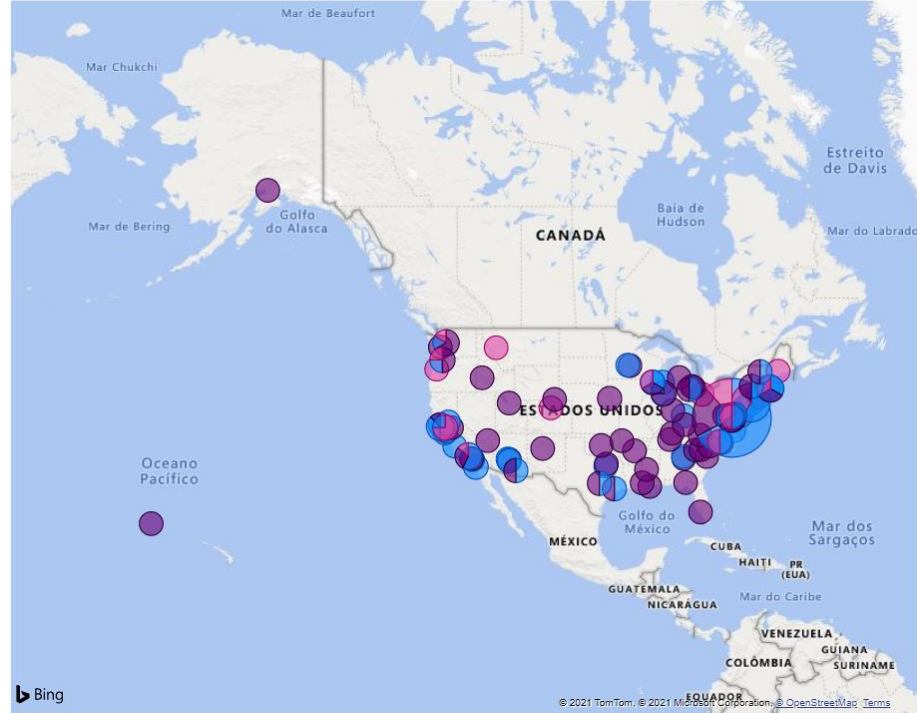 Mar de Beaufort
Mar Chukchi
Estreito
de Davis
Baía de
Hudson
Golfo
do Alasca
Mar de Bering
CANADÁ
Mar do Labrado
ESTADOS UNIDOS
Oceano
Pacífico
Golfo do
México
Mar dos
Sargaços
MÉXICO
CUBA
HAITI
PR
(EUA)
GUATEMALA
Mar do Caribe
NICARÁGUA
VENEZUELA
GUIANA
COLÔMBIA
SURINAME
EQUADOR
Bing
© 2021 TomTom, © 2021 Microsoft Corporation, © OpenStreetMap Terms